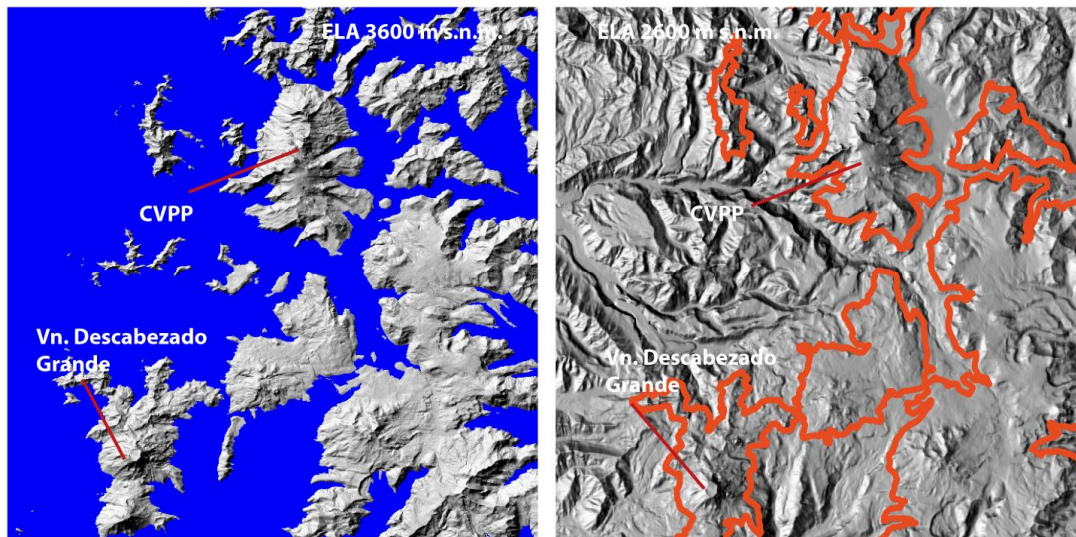 ELA 3600 m s.n.m.
CVPP
Vn. Descabezado
Grande
ELA 2600 m s.n.m.
CVPP
Vn. Descabezado
Grande